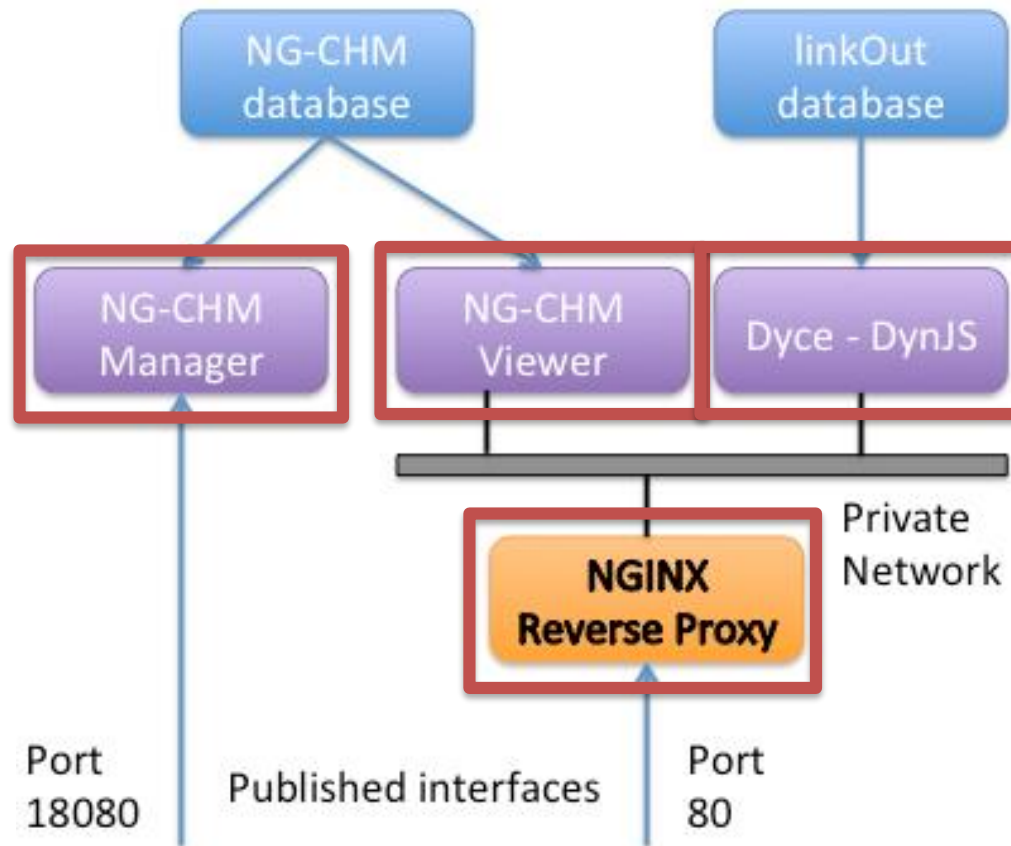 NG-CHM
database
linkOut
database
NG-CHM
Manager
NG-CHM
Viewer
Dyce - DynJS
Private
Network
NGINX
Reverse Proxy
Port
18080
Published interfaces
Port
80